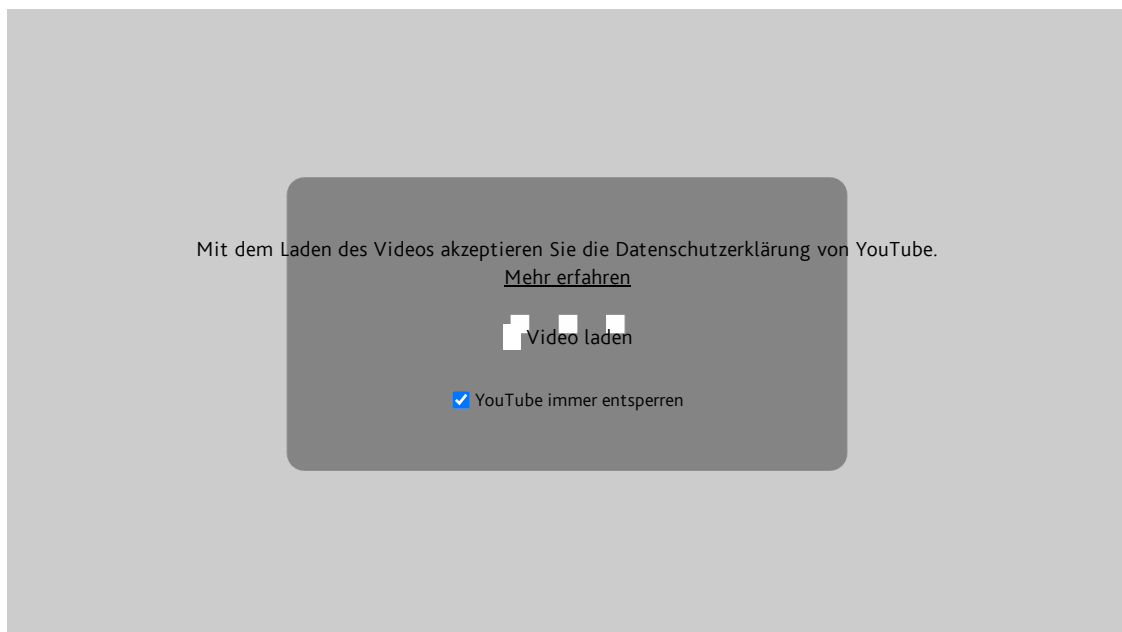 Mit dem Laden des Videos akzeptieren Sie die Datenschutzerklärung von YouTube.
Mehr erfahren
Video laden
YouTube immer entsperren